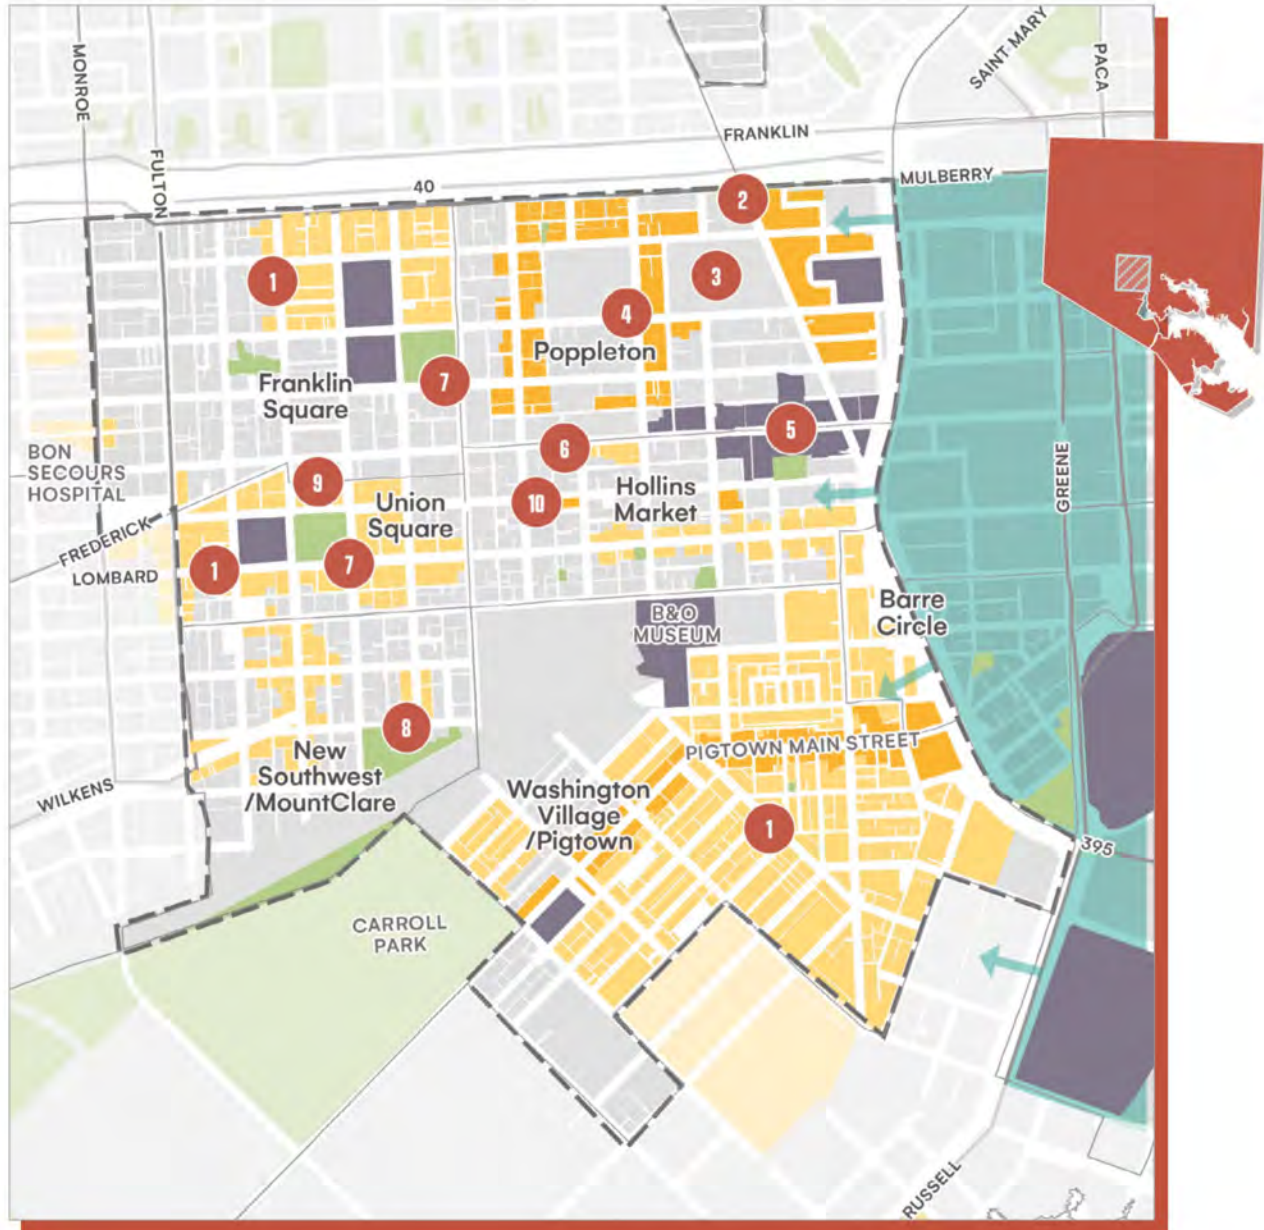 MONROE
FULTON
SAINT MARY
PACA
FRANKLIN
40
MULBERRY
2
1
3
4
Poppleton
7
Franklin
Square
5
6
BON
SECOURS
HOSPITAL
9
10
Union
Square
Hollins
Market
GREENE
FREDERICK
LOMBARD
1
7
B&O
MUSEUM
Barre
Circle
8
PIGTOWN MAIN STREET
New
Southwest
/MountClare
WILKENS
Washington
Village
/Pigtown
1
395
CARROLL
PARK
RUSSELL